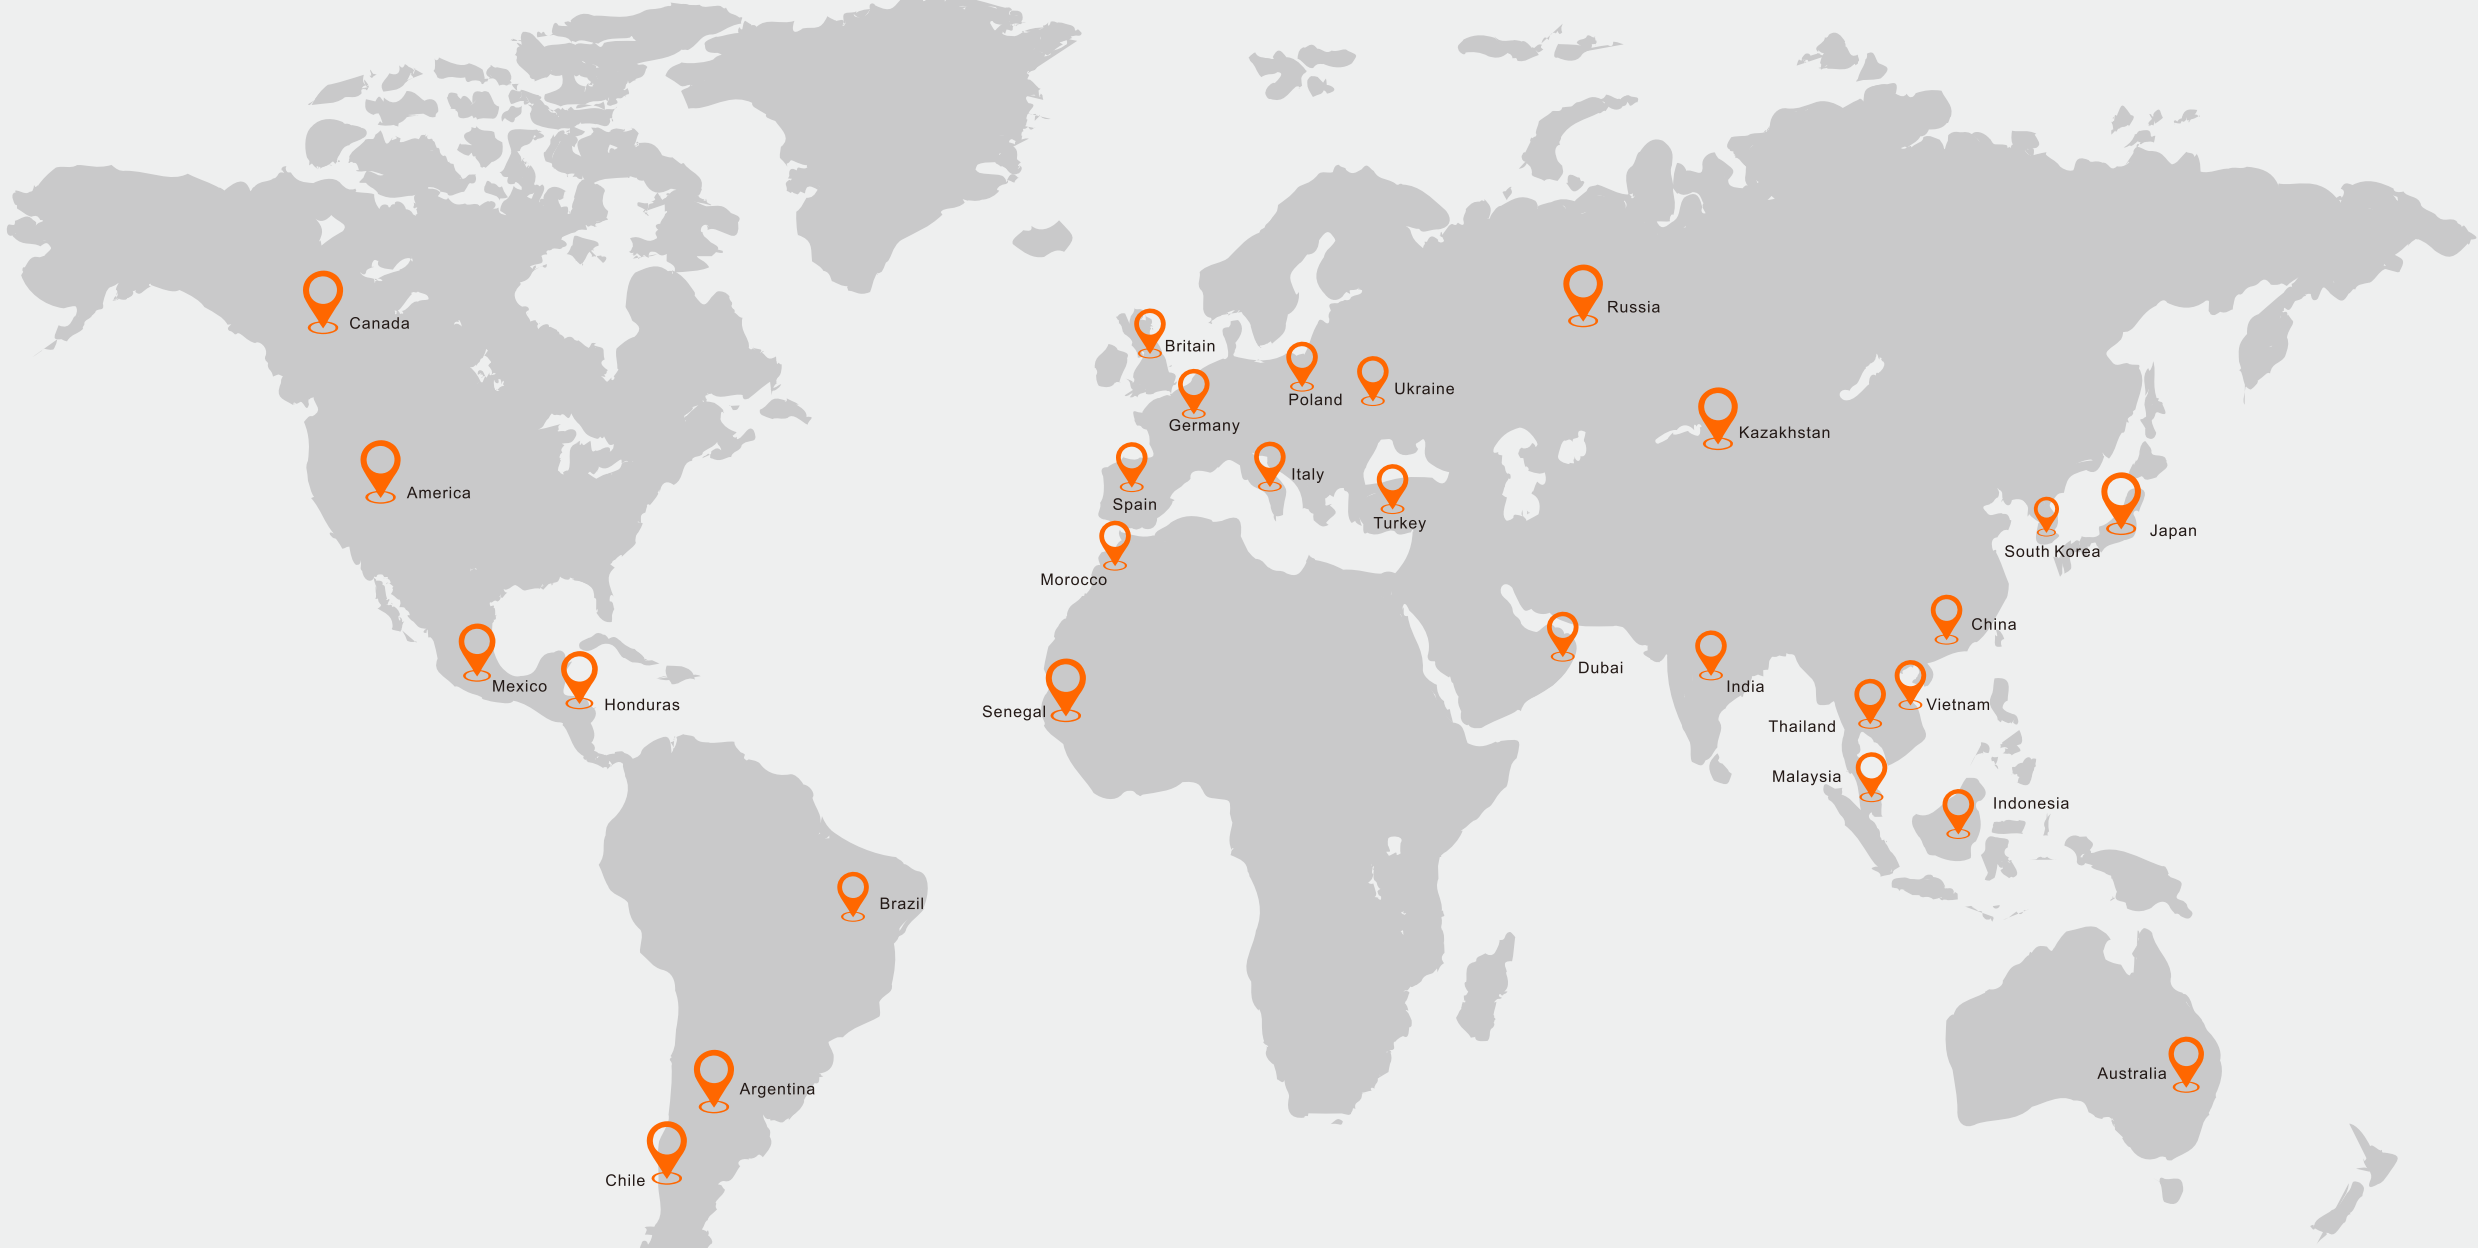 Canada
Russia
Britain
Ukraine
Poland
Germany
Kazakhstan
Italy
America
Spain
Turkey
Japan
South Korea
Morocco
China
Dubai
Mexico
India
Honduras
Vietnam
Senegal
Thailand
Malaysia
Indonesia
Brazil
Australia
Argentina
Chile